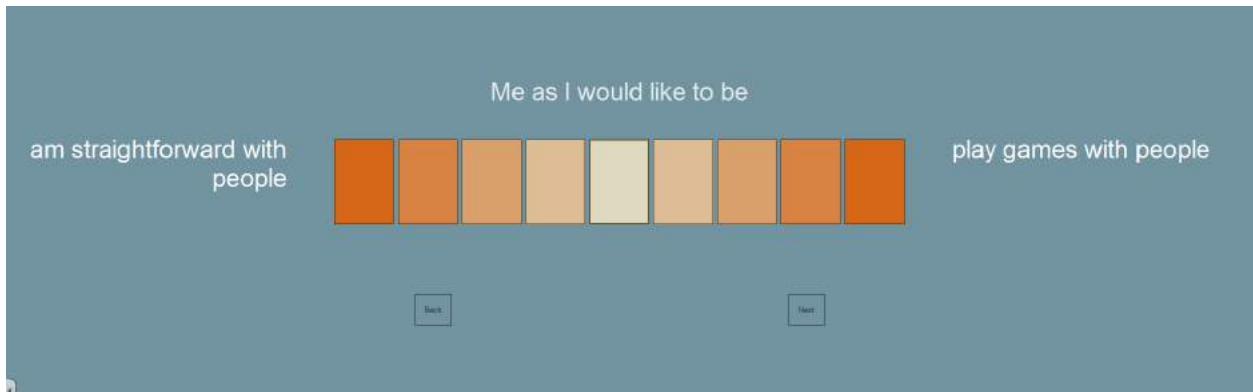 Me as I would like to be
am straightforward with
people
play games with people
Back
Next